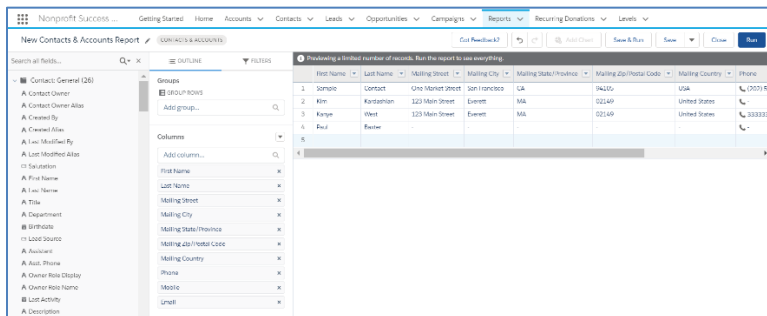 Nonprofit Success ... Getting Started Home Accounts Contacts Leads Opportunities Campaigns Reports Recurring Donations Levels
New Contacts & Accounts Report CONTACTS & ACCOUNTS Got Feedback? Add Chart Save & Run Save Close Run
Search all fields...
Contact: General (26)
Contact Owner
Contact Owner Alias
Created By
Created Alias
Last Modified By
Last Modified Alias
Salutation
First Name
Last Name
Title
Department
Birthdate
Lead Source
Assistant
Asst. Phone
Owner Role Display
Owner Role Name
Last Activity
Description
OUTLINE FILTERS
Groups
GROUP ROWS
Add group...
Columns
Add column...
First Name
Last Name
Mailing Street
Mailing City
Mailing State/Province
Mailing Zip/Postal Code
Mailing Country
Phone
Mobile
Email
Previewing a limited number of records. Run the report to see everything.
First Name Last Name Mailing Street Mailing City Mailing State/Province Mailing Zip/Postal Code Mailing Country Phone
1 Sample Contact One Market Street San Francisco CA 94105 USA (202) 5
2 Kim Kardashian 123 Main Street Everett MA 02149 United States -
3 Kanye West 123 Main Street Everett MA 02149 United States 333333
4 Paul Baxter - - - - - -
5